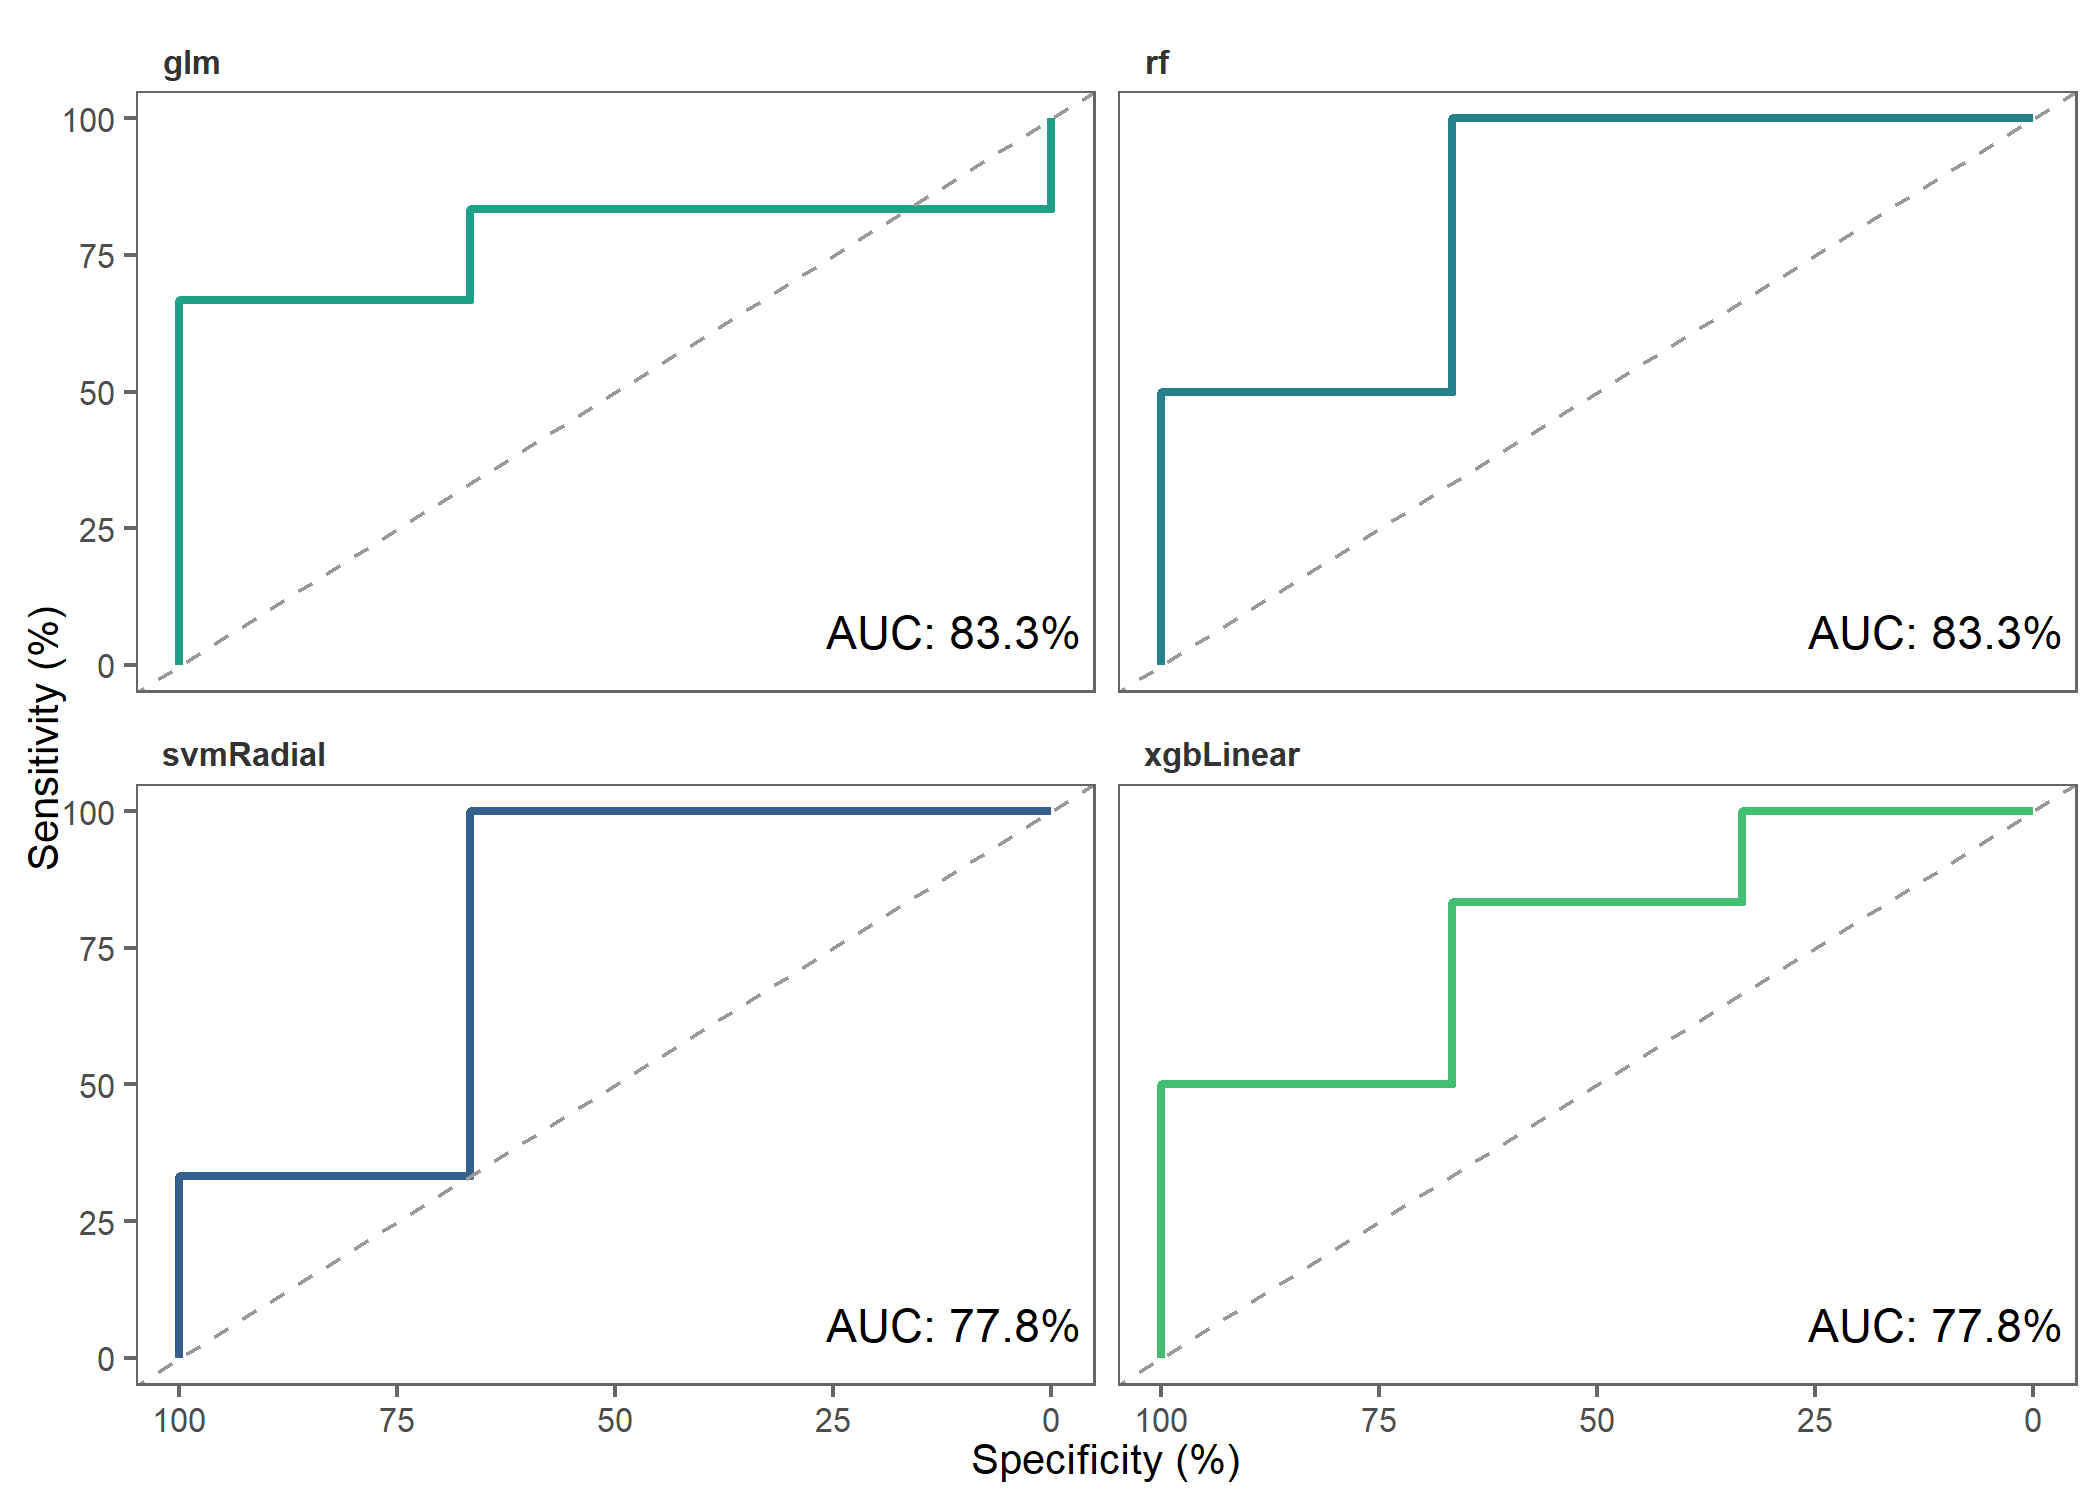 glm
rf
100
75
50
25
0
AUC: 83.3%
AUC: 83.3%
Sensitivity (%)
svmRadial
xgbLinear
100
75
50
25
0
AUC: 77.8%
AUC: 77.8%
100 75 50 25 0
100 75 50 25 0
Specificity (%)